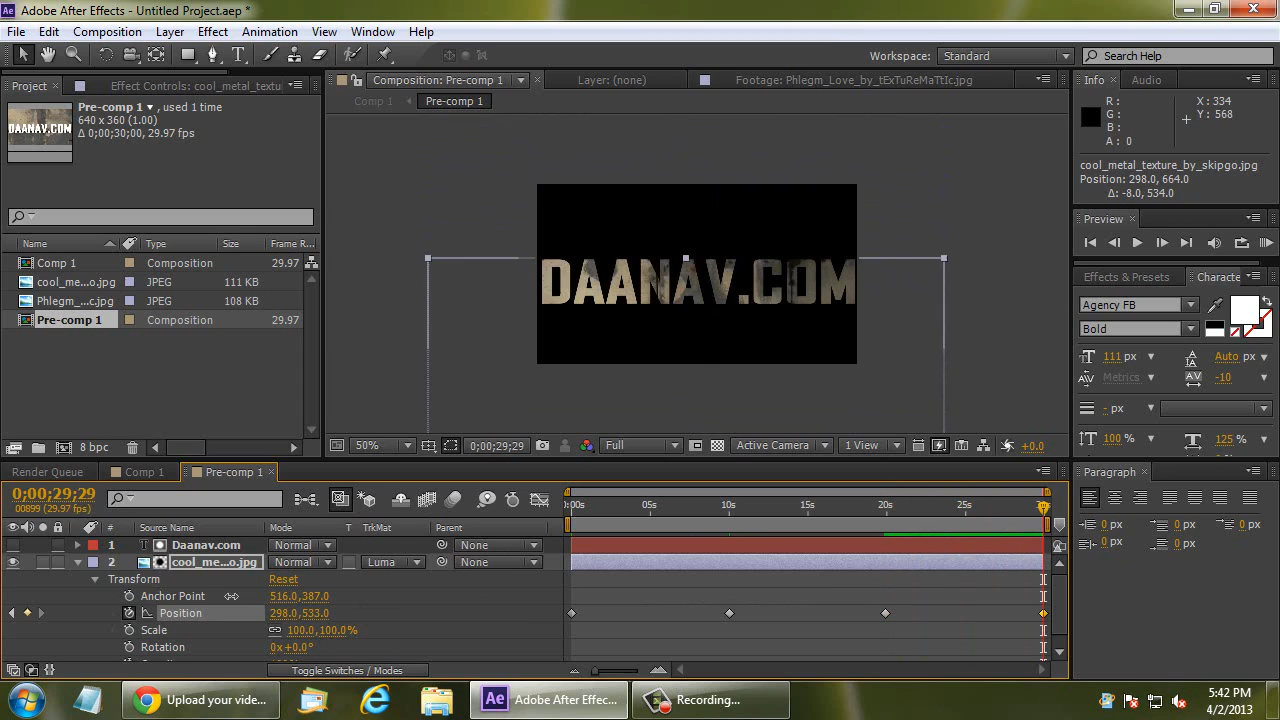 Adobe After Effects - Untitled Project.aep *
File Edit Composition Layer Effect Animation View Window Help
Workspace: Standard Search Help
Project Effect Controls: cool_metal_textu
Composition: Pre-comp 1 Layer: (none) Footage: Phlegm_Love_by_tExTuReMaTtIc.jpg
Info Audio
Pre-comp 1 ▼, used 1 time
640 x 360 (1.00)
Δ 0;00;30;00, 29.97 fps
Comp 1 Pre-comp 1
R :
G :
B :
A : 0
X : 334
Y : 568
cool_metal_texture_by_skipgo.jpg
Position: 298.0, 664.0
Δ: -8.0, 534.0
DAANAV.COM
DAANAV.COM
Preview
Name Type Size Frame R...
Comp 1 Composition 29.97
cool_me...o.jpg JPEG 111 KB
Phlegm_...c.jpg JPEG 108 KB
Pre-comp 1 Composition 29.97
Effects & Presets Characte
Agency FB
Bold
111 px Auto px
Metrics -10
- px
100 % 125 %
8 bpc
50% 0;00;29;29 Full Active Camera 1 View +0.0
Render Queue Comp 1 Pre-comp 1
Paragraph
0;00;29;29
00899 (29.97 fps)
:00s 05s 10s 15s 20s 25s
# Source Name Mode T TrkMat Parent
1 T Daanav.com Normal None
2 cool_me...o.jpg Normal Luma None
Transform Reset
Anchor Point 516.0,387.0
Position 298.0,533.0
Scale 100.0,100.0%
Rotation 0x+0.0°
Toggle Switches / Modes
0 px 0 px 0 px
0 px 0 px
Upload your vide... Adobe After Effec... Recording...
5:42 PM
4/2/2013